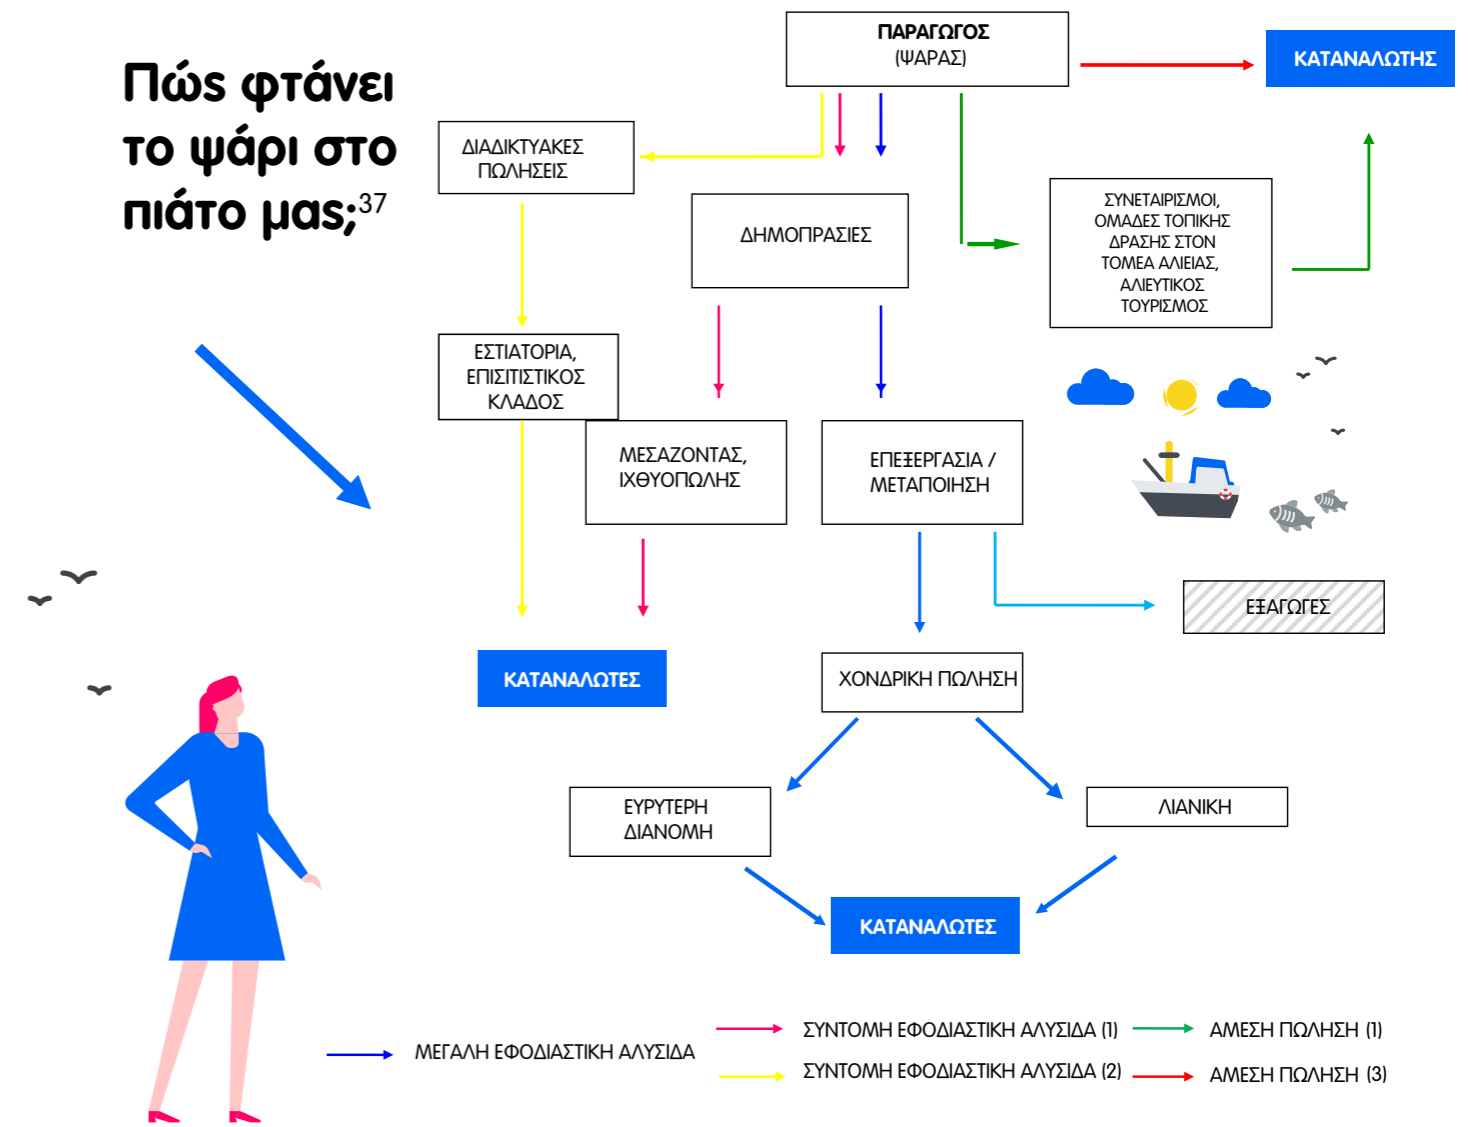 Πώς φτάνει
το ψάρι στο
πιάτο μας;37
ΠΑΡΑΓΩΓΟΣ
(ΨΑΡΑΣ)
ΚΑΤΑΝΑΛΩΤΗΣ
ΔΙΑΔΙΚΤΥΑΚΕΣ
ΠΩΛΗΣΕΙΣ
ΔΗΜΟΠΡΑΣΙΕΣ
ΣΥΝΕΤΑΙΡΙΣΜΟΙ,
ΟΜΑΔΕΣ ΤΟΠΙΚΗΣ
ΔΡΑΣΗΣ ΣΤΟΝ
ΤΟΜΕΑ ΑΛΙΕΙΑΣ,
ΑΛΙΕΥΤΙΚΟΣ
ΤΟΥΡΙΣΜΟΣ
ΕΣΤΙΑΤΟΡΙΑ,
ΕΠΙΣΙΤΙΣΤΙΚΟΣ
ΚΛΑΔΟΣ
ΜΕΣΑΖΟΝΤΑΣ,
ΙΧΘΥΟΠΩΛΗΣ
ΕΠΕΞΕΡΓΑΣΙΑ /
ΜΕΤΑΠΟΙΗΣΗ
ΕΞΑΓΩΓΕΣ
ΚΑΤΑΝΑΛΩΤΕΣ
ΧΟΝΔΡΙΚΗ ΠΩΛΗΣΗ
ΕΥΡΥΤΕΡΗ
ΔΙΑΝΟΜΗ
ΛΙΑΝΙΚΗ
ΚΑΤΑΝΑΛΩΤΕΣ
ΜΕΓΑΛΗ ΕΦΟΔΙΑΣΤΙΚΗ ΑΛΥΣΙΔΑ
ΣΥΝΤΟΜΗ ΕΦΟΔΙΑΣΤΙΚΗ ΑΛΥΣΙΔΑ (1)
ΣΥΝΤΟΜΗ ΕΦΟΔΙΑΣΤΙΚΗ ΑΛΥΣΙΔΑ (2)
ΑΜΕΣΗ ΠΩΛΗΣΗ (1)
ΑΜΕΣΗ ΠΩΛΗΣΗ (3)